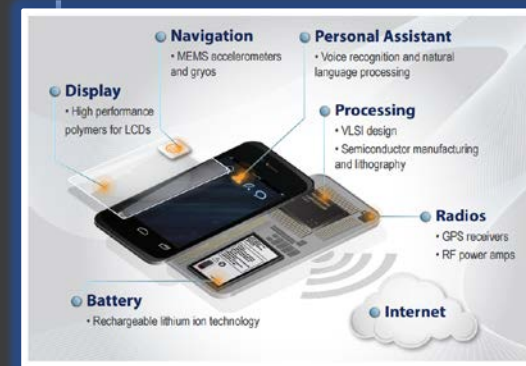 Navigation
• MEMS accelerometers
and gryos
Personal Assistant
• Voice recognition and natural
language processing
Display
• High performance
polymers for LCDs
Processing
• VLSI design
• Semiconductor manufacturing
and lithography
Radios
• GPS receivers
• RF power amps
Battery
• Rechargeable lithium ion technology
Internet